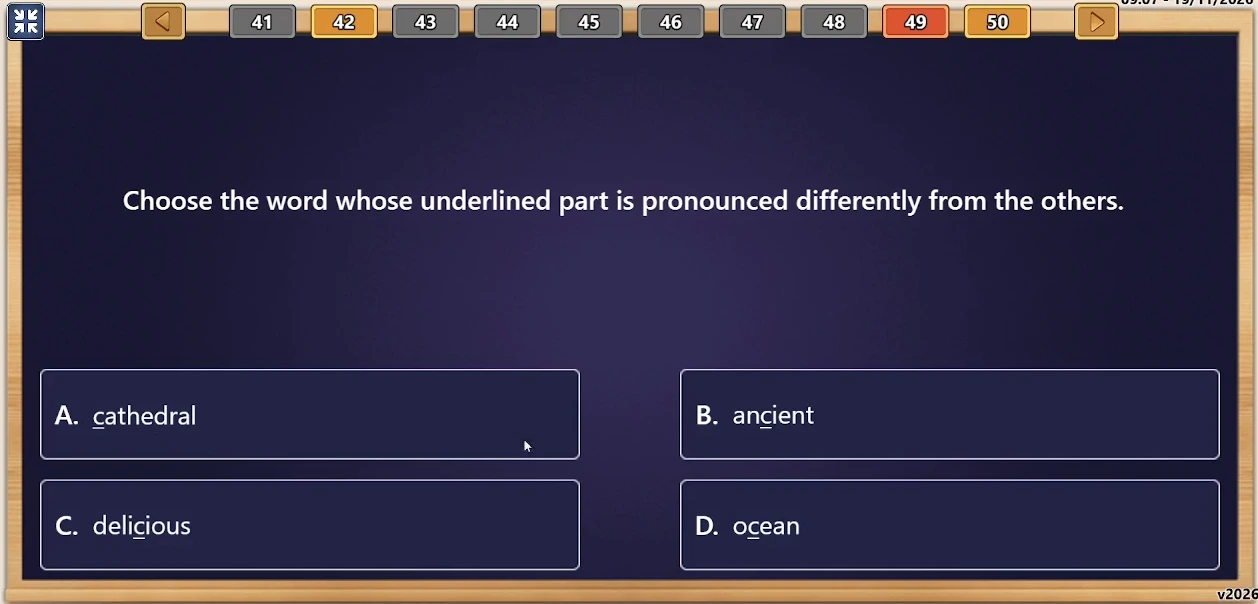 41 42 43 44 45 46 47 48 49 50
Choose the word whose underlined part is pronounced differently from the others.
A. cathedral
B. ancient
C. delicious
D. ocean
v2026